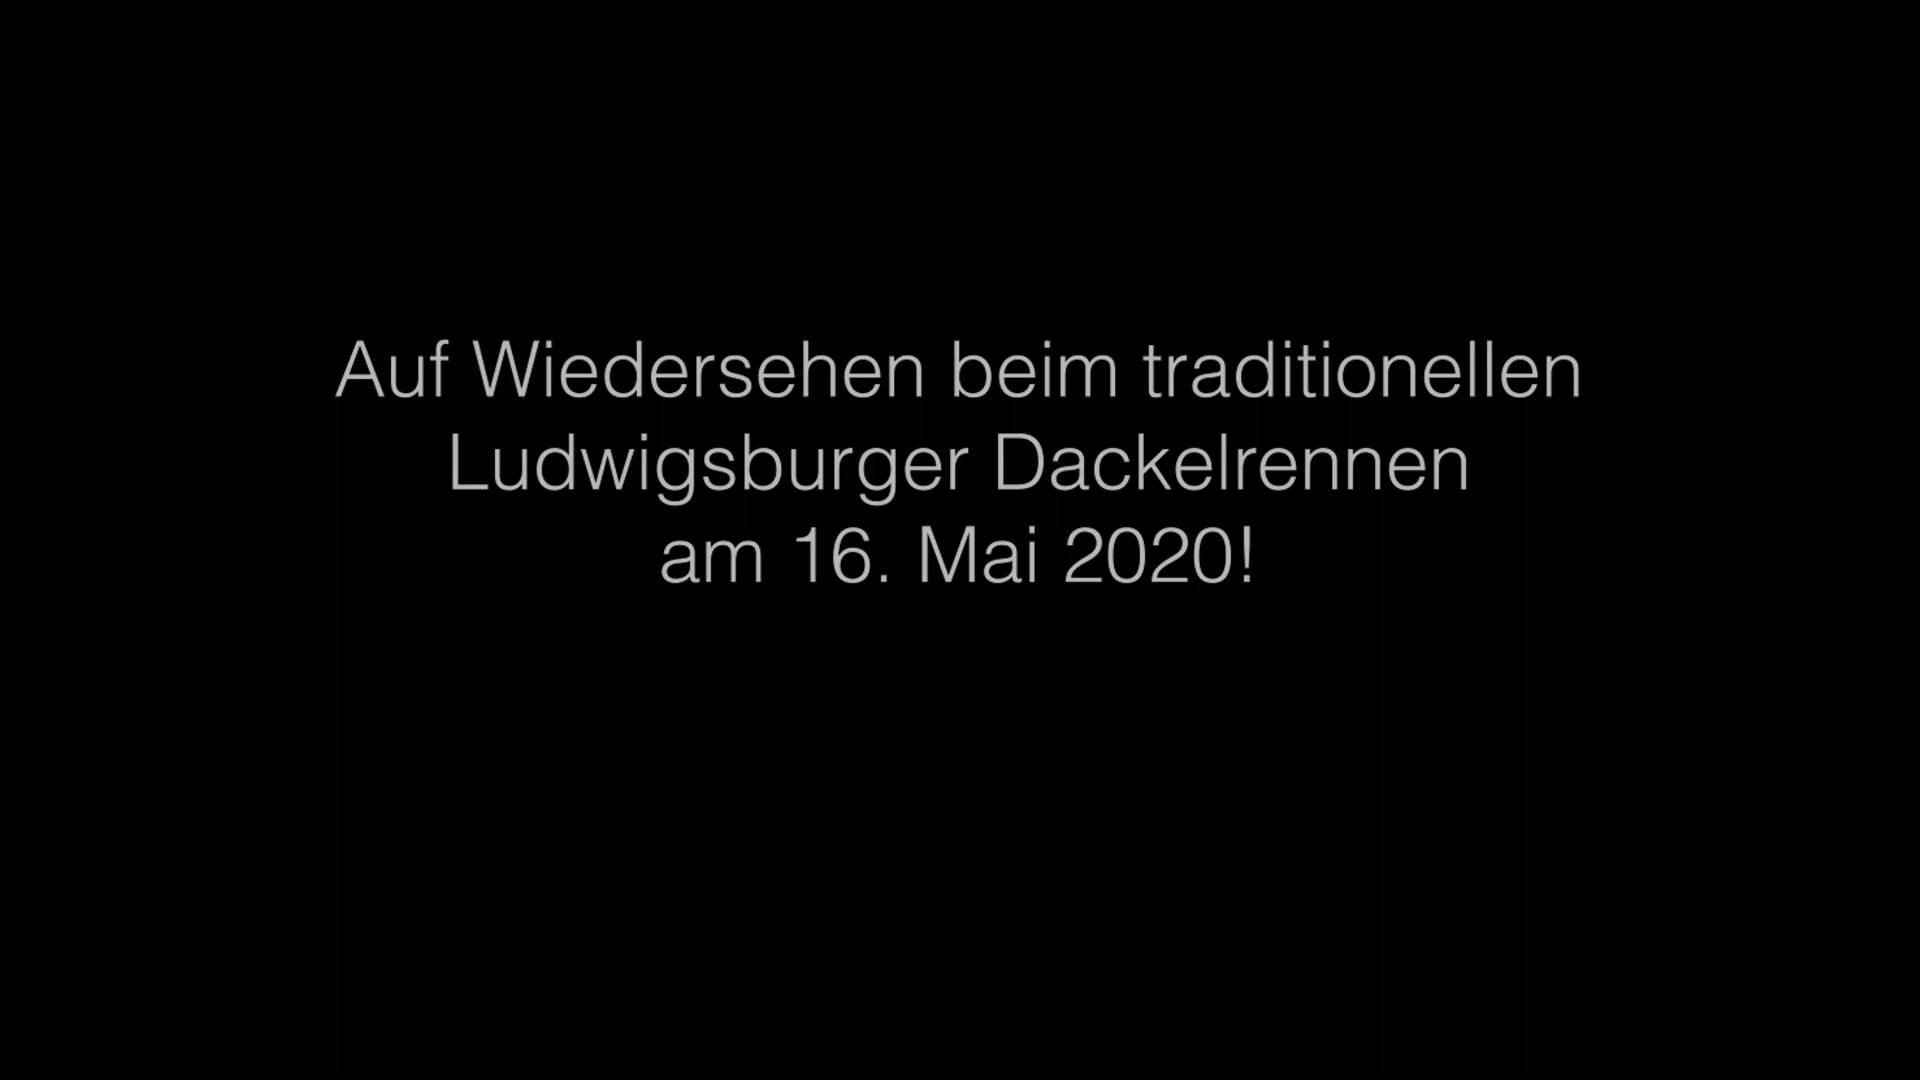 Auf Wiedersehen beim traditionellen
Ludwigsburger Dackelrennen
am 16. Mai 2020!